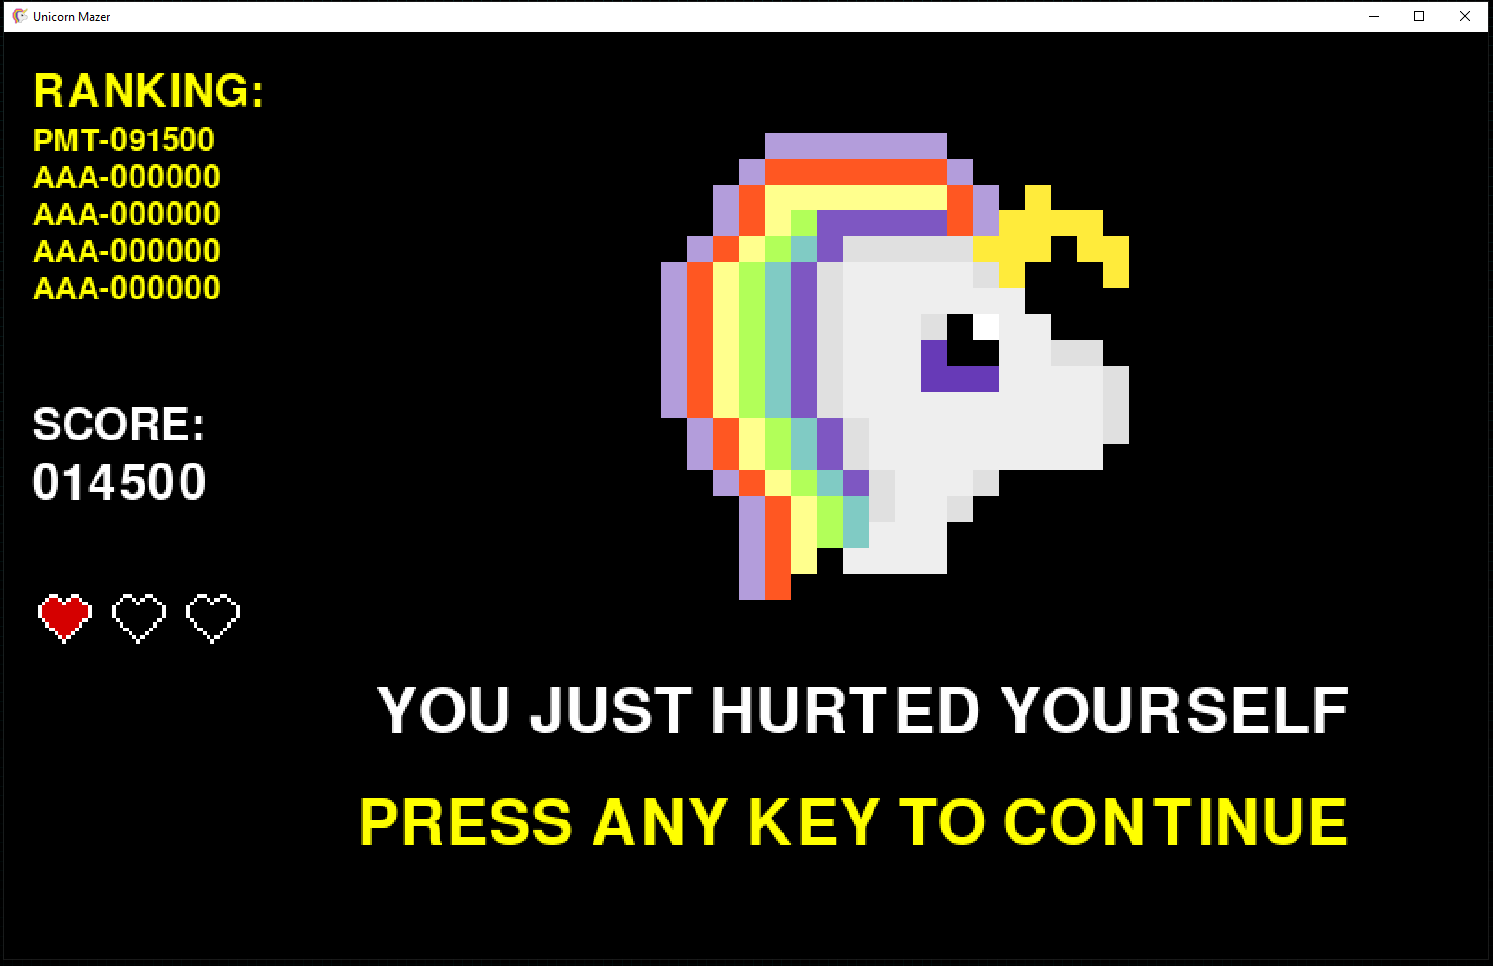 Unicorn Mazer
RANKING:
PMT-091500
AAA-000000
AAA-000000
AAA-000000
AAA-000000
SCORE:
014500
YOU JUST HURTED YOURSELF
PRESS ANY KEY TO CONTINUE